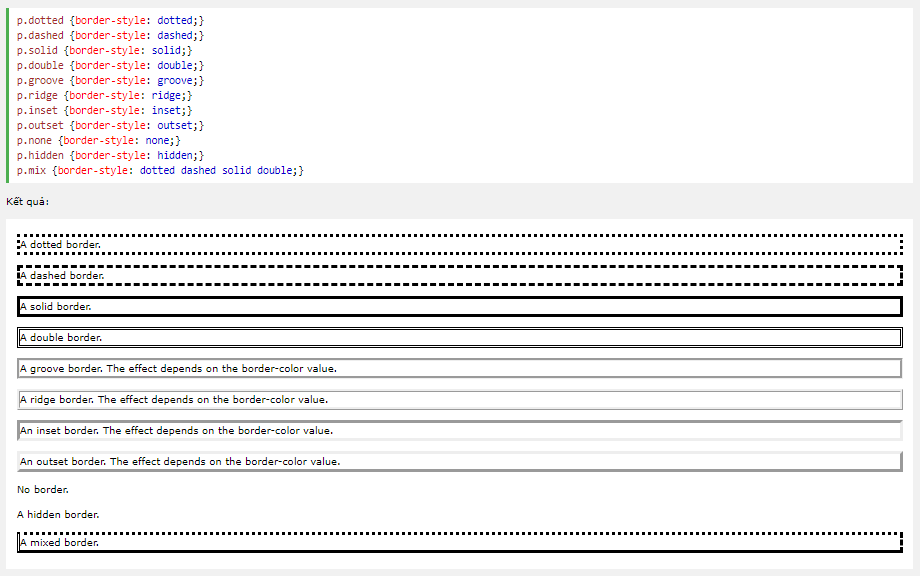 p.dotted {border-style: dotted;}
p.dashed {border-style: dashed;}
p.solid {border-style: solid;}
p.double {border-style: double;}
p.groove {border-style: groove;}
p.ridge {border-style: ridge;}
p.inset {border-style: inset;}
p.outset {border-style: outset;}
p.none {border-style: none;}
p.hidden {border-style: hidden;}
p.mix {border-style: dotted dashed solid double;}
Kết quả:
A dotted border.
A dashed border.
A solid border.
A double border.
A groove border. The effect depends on the border-color value.
A ridge border. The effect depends on the border-color value.
An inset border. The effect depends on the border-color value.
An outset border. The effect depends on the border-color value.
No border.
A hidden border.
A mixed border.